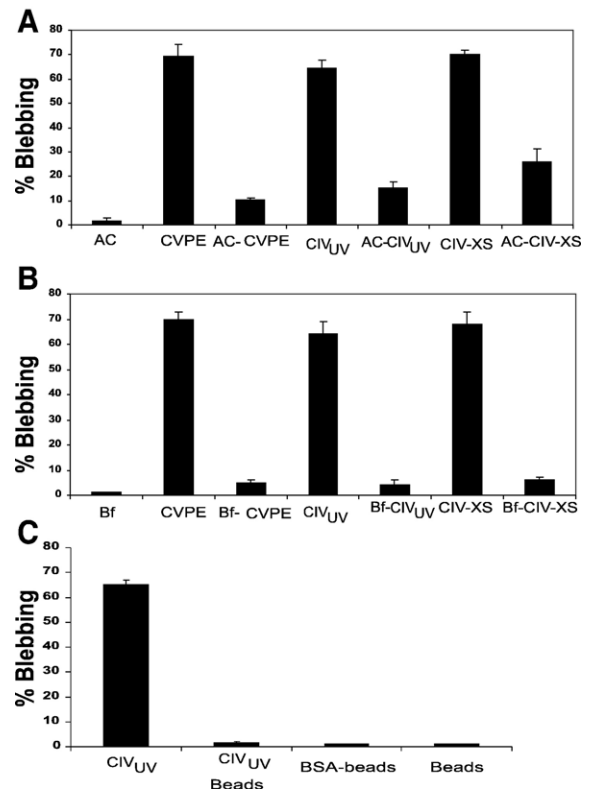 A
% Blebbing
80
70
60
50
40
30
20
10
0
AC
CVPE
AC- CVPE
CIVUV
AC-CIVUV
CIV-XS
AC-CIV-XS
B
% Blebbing
80
70
60
50
40
30
20
10
0
Bf
CVPE
Bf- CVPE
CIVUV
Bf-CIVUV
CIV-XS
Bf-CIV-XS
C
% Blebbing
80
70
60
50
40
30
20
10
0
CIVUV
CIVUV
Beads
BSA-beads
Beads